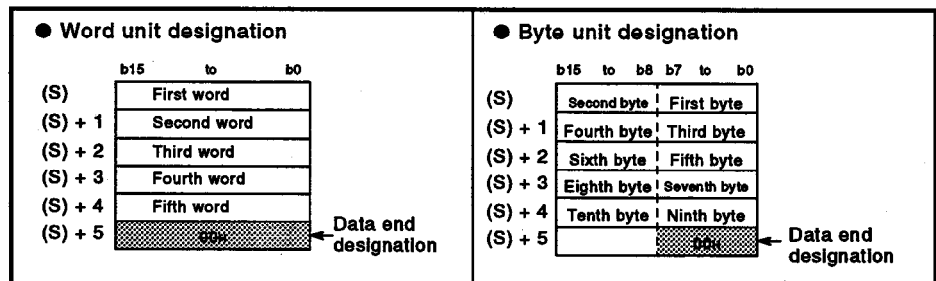 ● Word unit designation
b15 to b0
(S) First word
(S) + 1 Second word
(S) + 2 Third word
(S) + 3 Fourth word
(S) + 4 Fifth word
(S) + 5 00H Data end
designation
● Byte unit designation
b15 to b8 b7 to b0
(S) Second byte First byte
(S) + 1 Fourth byte Third byte
(S) + 2 Sixth byte Fifth byte
(S) + 3 Eighth byte Seventh byte
(S) + 4 Tenth byte Ninth byte
(S) + 5 00H Data end
designation